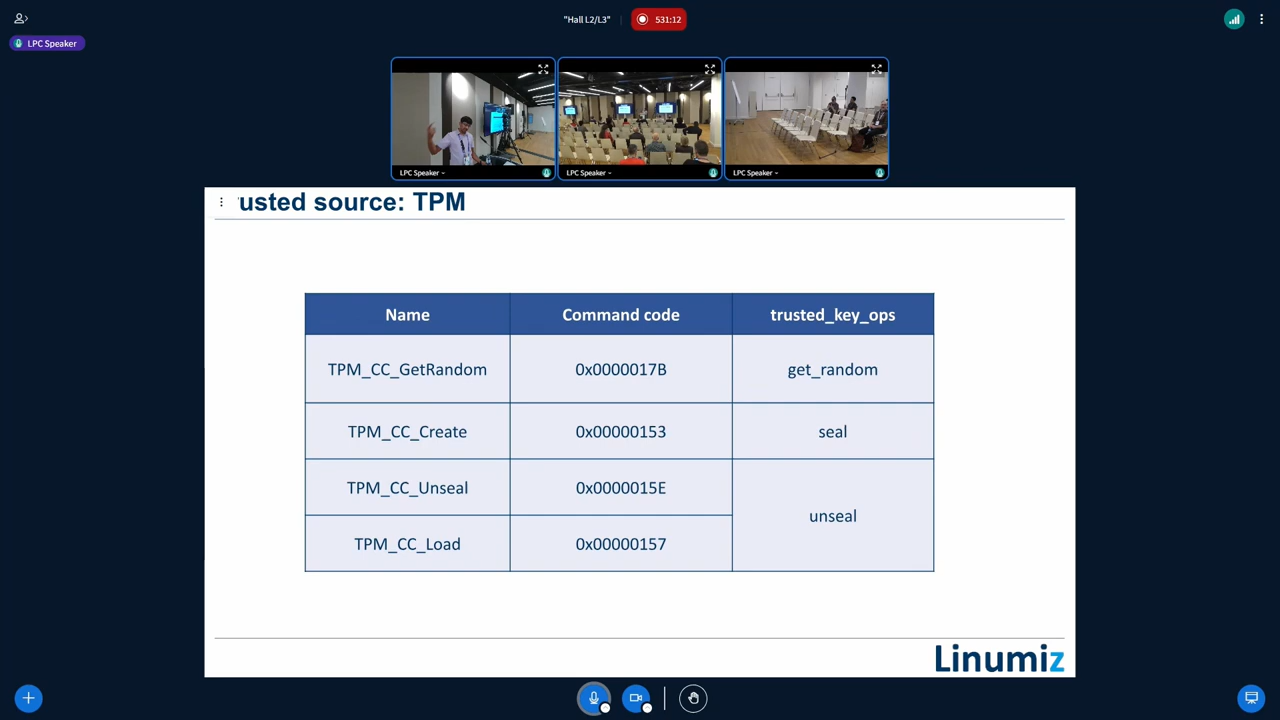 "Hall L2/L3"
531:12
LPC Speaker
LPC Speaker
LPC Speaker
LPC Speaker
usted source: TPM
Name Command code trusted_key_ops
TPM_CC_GetRandom 0x0000017B get_random
TPM_CC_Create 0x00000153 seal
TPM_CC_Unseal 0x0000015E
unseal
TPM_CC_Load 0x00000157
Linumiz